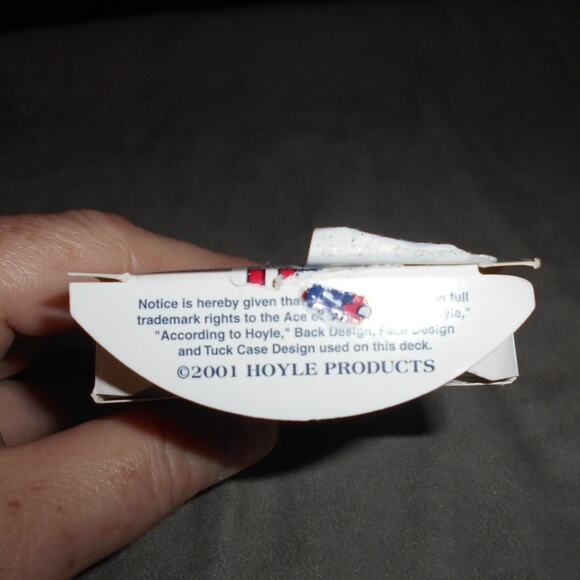 Notice is hereby given tha full
trademark rights to the Ace
"According to Hoyle," Back Design, Face Design
and Tuck Case Design used on this deck.
©2001 HOYLE PRODUCTS